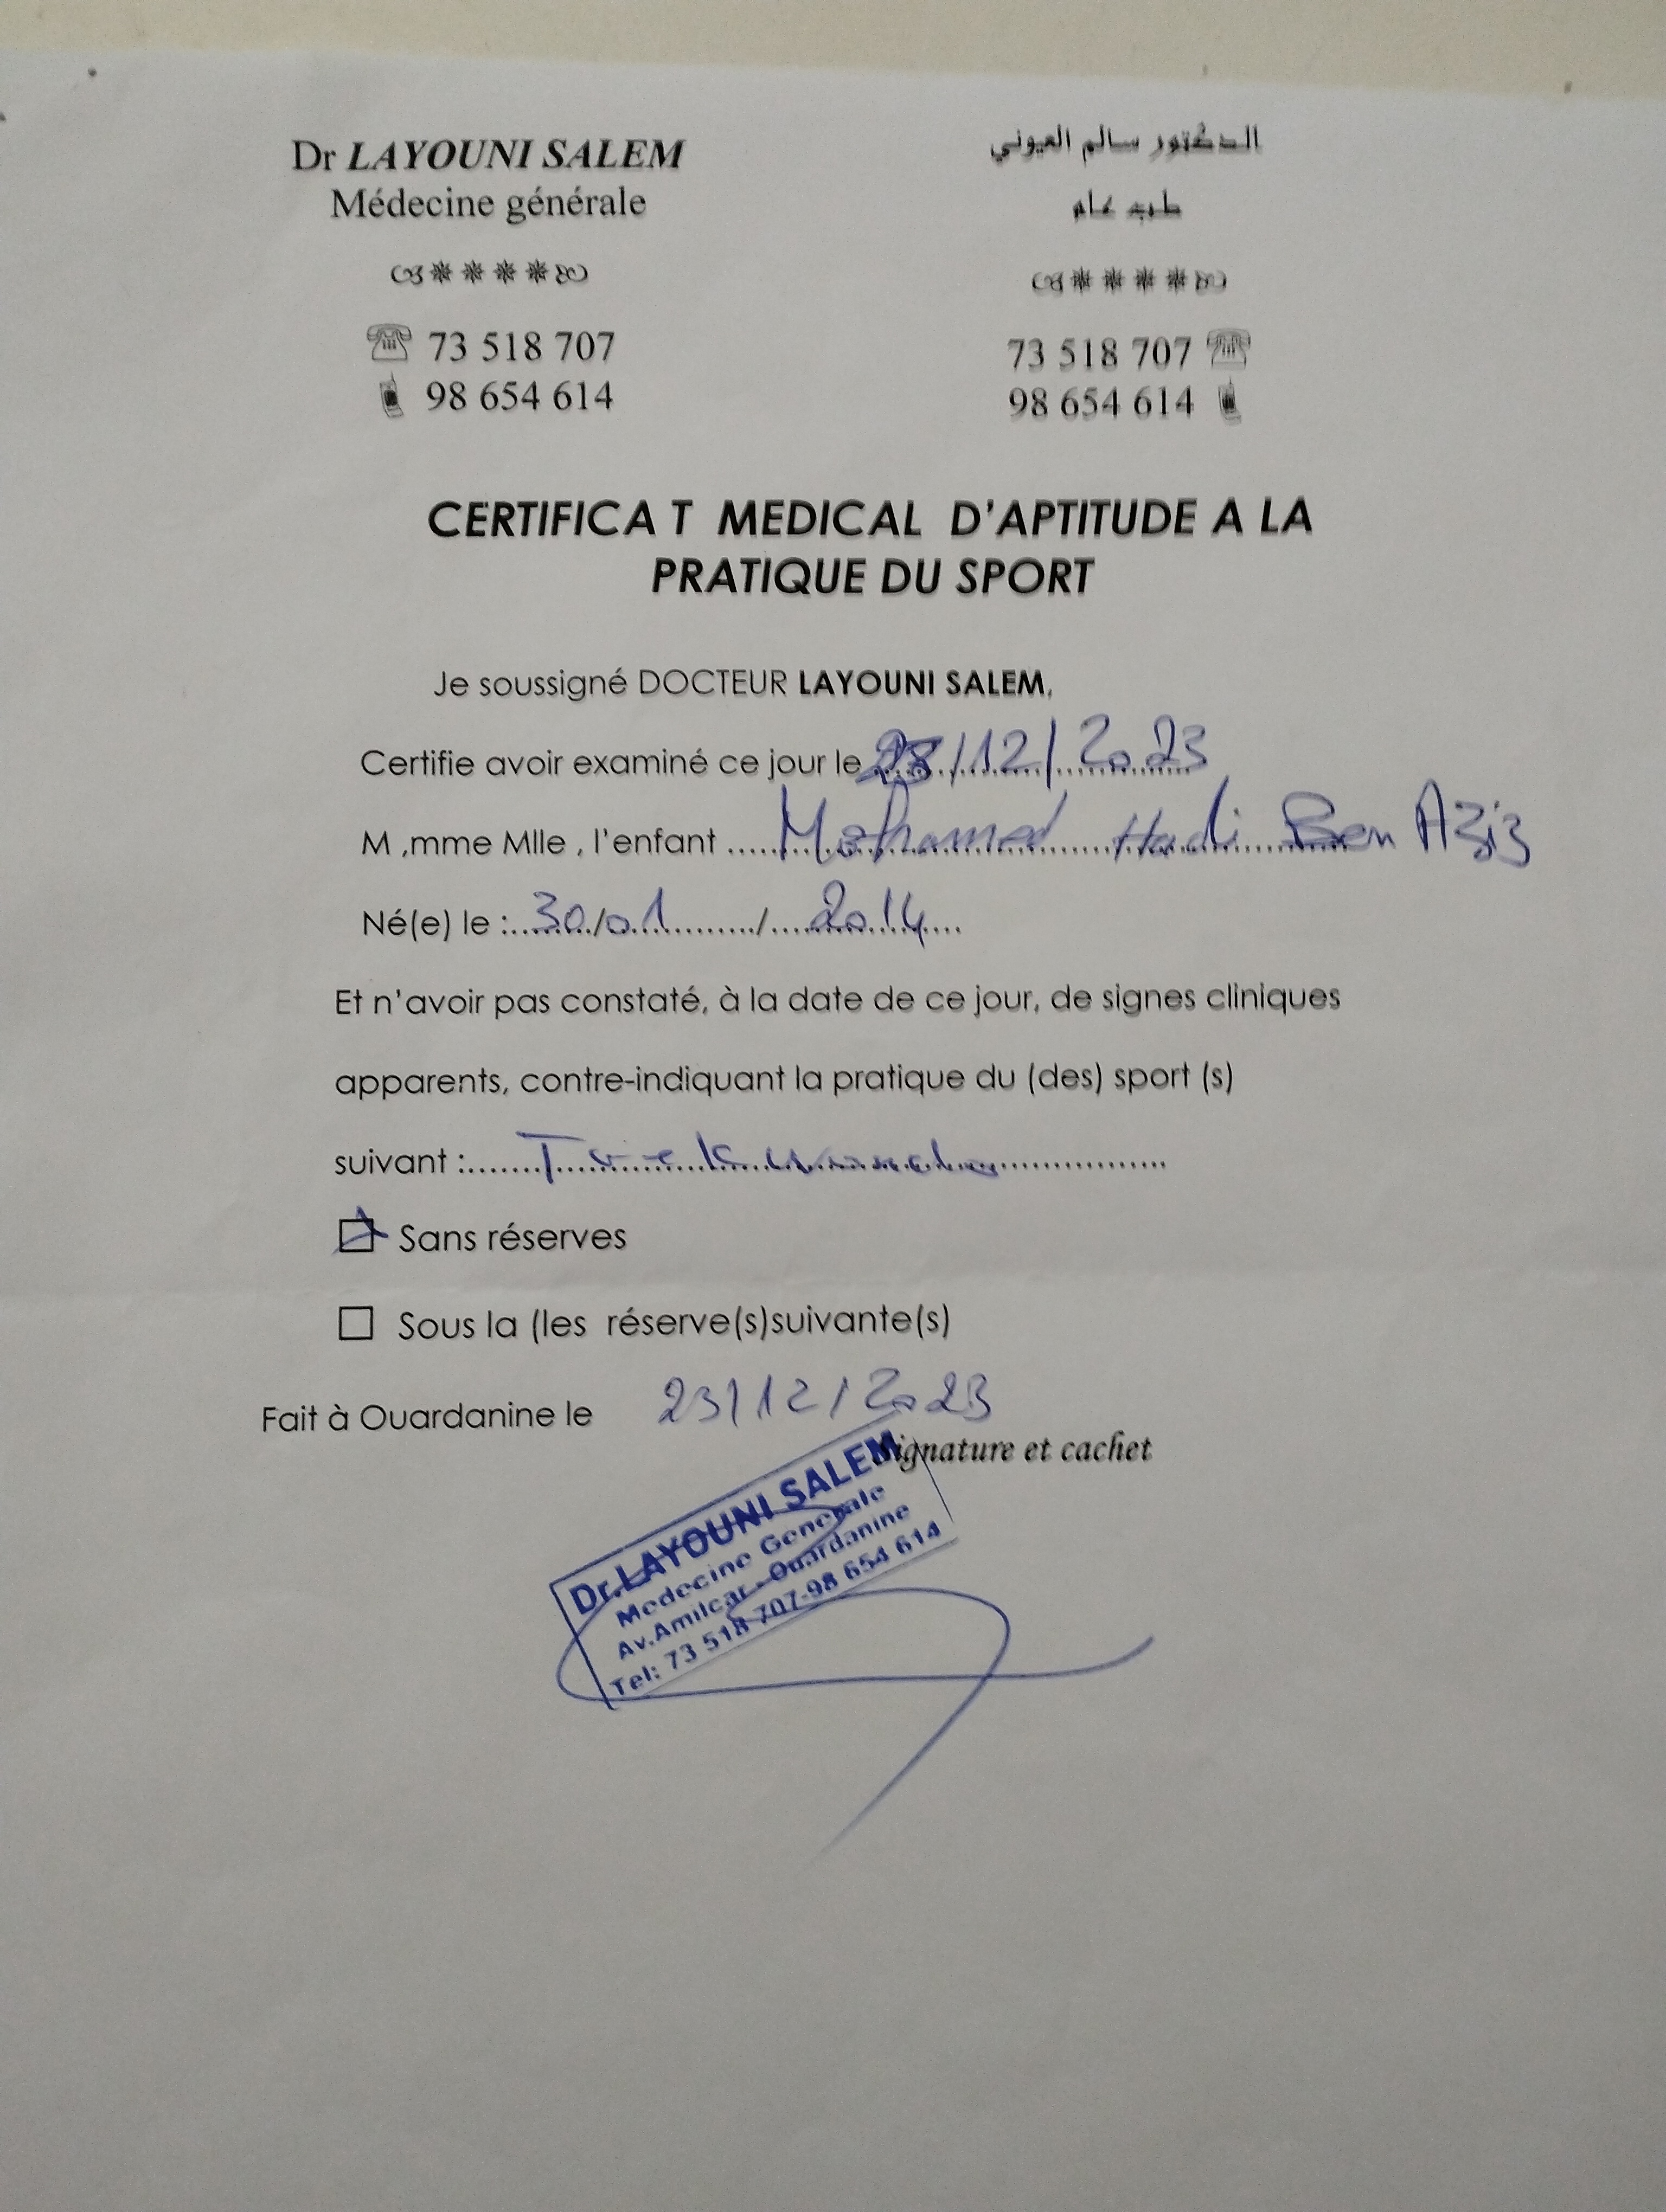 Dr LAYOUNI SALEM
Médecine générale
73 518 707
98 654 614
الدكتور سالم العيوني
طب عام
73 518 707
98 654 614
CERTIFICA T MEDICAL D'APTITUDE A LA
PRATIQUE DU SPORT
Je soussigné DOCTEUR LAYOUNI SALEM,
Certifie avoir examiné ce jour le 23/12/2023
M ,mme Mlle , l'enfant ..... Mohamed Hadi Ben Aziz
Né(e) le :..30./01........../....2014....
Et n'avoir pas constaté, à la date de ce jour, de signes cliniques
apparents, contre-indiquant la pratique du (des) sport (s)
suivant :
Sans réserves
Sous la (les réserve(s)suivante(s)
Fait à Ouardanine le 23/12/2023
Signature et cachet
Dr.LAYOUNI SALEM
Medecine Generale
Av.Amilcar - Ouardanine
Tel: 73 518 707-98 654 614